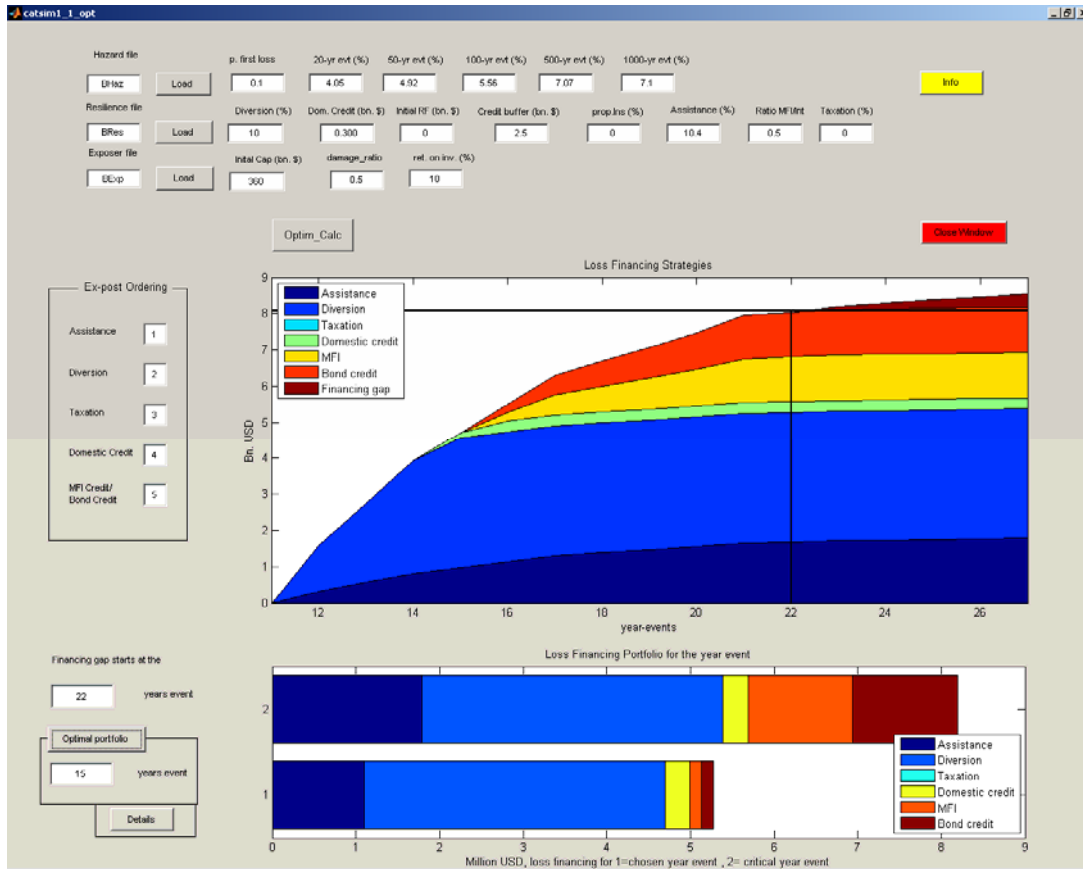 catsim1_1_opt
Hazard file
p. first loss 20-yr evt (%) 50-yr evt (%) 100-yr evt (%) 500-yr evt (%) 1000-yr evt (%)
BHaz Load 0.1 4.05 4.92 5.56 7.07 7.1 Info
Resilience file
Diversion (%) Dom. Credit (bn. $) Initial RF (bn. $) Credit buffer (bn. $) prop.Ins (%) Assistance (%) Ratio MFI/Int Taxation (%)
BRes Load 10 0.300 0 2.5 0 10.4 0.5 0
Exposer file
Inital Cap (bn. $) damage_ratio ret. on inv. (%)
BExp Load 360 0.5 10
Optim_Calc Close Window
Loss Financing Strategies
Ex-post Ordering
Assistance 1
Diversion 2
Taxation 3
Domestic Credit 4
MFI Credit/
Bond Credit 5
Bn. USD
9
8
7
6
5
4
3
2
1
0
Assistance
Diversion
Taxation
Domestic credit
MFI
Bond credit
Financing gap
12 14 16 18 20 22 24 26
year-events
Financing gap starts at the
22 years event
Optimal portfolio
15 years event
Details
Loss Financing Portfolio for the year event
2
1
Assistance
Diversion
Taxation
Domestic credit
MFI
Bond credit
0 1 2 3 4 5 6 7 8 9
Million USD, loss financing for 1=chosen year event , 2= critical year event